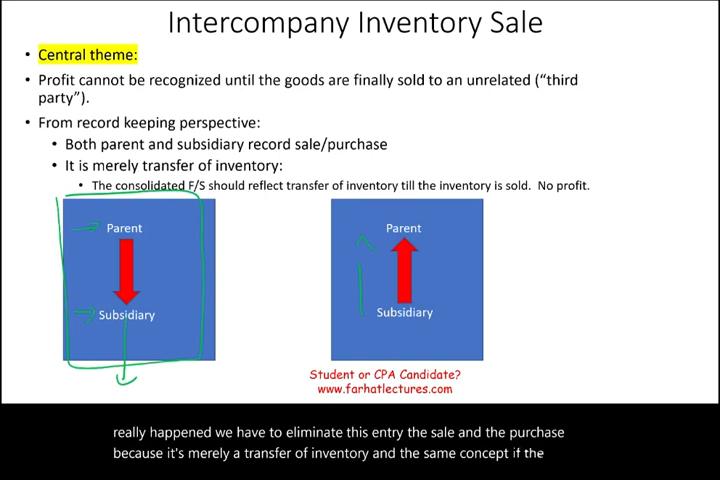 Intercompany Inventory Sale
• Central theme:
• Profit cannot be recognized until the goods are finally sold to an unrelated (“third
party”).
• From record keeping perspective:
• Both parent and subsidiary record sale/purchase
• It is merely transfer of inventory:
• The consolidated F/S should reflect transfer of inventory till the inventory is sold. No profit.
Parent
Subsidiary
Parent
Subsidiary
Student or CPA Candidate?
www.farhatlectures.com
really happened we have to eliminate this entry the sale and the purchase
because it's merely a transfer of inventory and the same concept if the